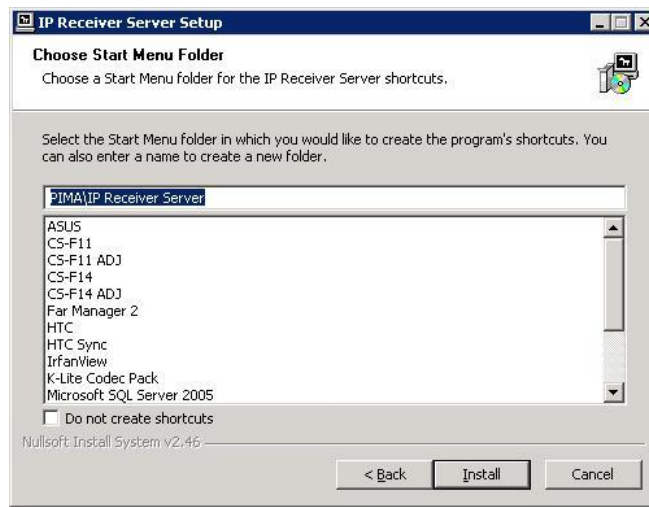 IP Receiver Server Setup
Choose Start Menu Folder
Choose a Start Menu folder for the IP Receiver Server shortcuts.
Select the Start Menu folder in which you would like to create the program's shortcuts. You
can also enter a name to create a new folder.
PIMA\IP Receiver Server
ASUS
CS-F11
CS-F11 ADJ
CS-F14
CS-F14 ADJ
Far Manager 2
HTC
HTC Sync
IrfanView
K-Lite Codec Pack
Microsoft SQL Server 2005
Do not create shortcuts
Nullsoft Install System v2.46
< Back Install Cancel